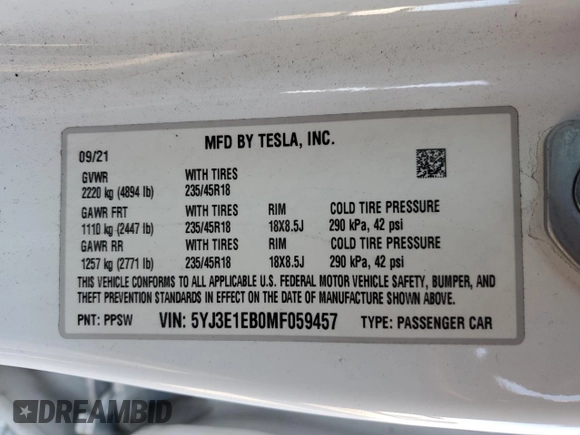 MFD BY TESLA, INC.
09/21
GVWR WITH TIRES
2220 kg (4894 lb) 235/45R18
GAWR FRT WITH TIRES RIM COLD TIRE PRESSURE
1110 kg (2447 lb) 235/45R18 18X8.5J 290 kPa, 42 psi
GAWR RR WITH TIRES RIM COLD TIRE PRESSURE
1257 kg (2771 lb) 235/45R18 18X8.5J 290 kPa, 42 psi
THIS VEHICLE CONFORMS TO ALL APPLICABLE U.S. FEDERAL MOTOR VEHICLE SAFETY, BUMPER, AND
THEFT PREVENTION STANDARDS IN EFFECT ON THE DATE OF MANUFACTURE SHOWN ABOVE.
PNT: PPSW VIN: 5YJ3E1EB0MF059457 TYPE: PASSENGER CAR
DREAMBID